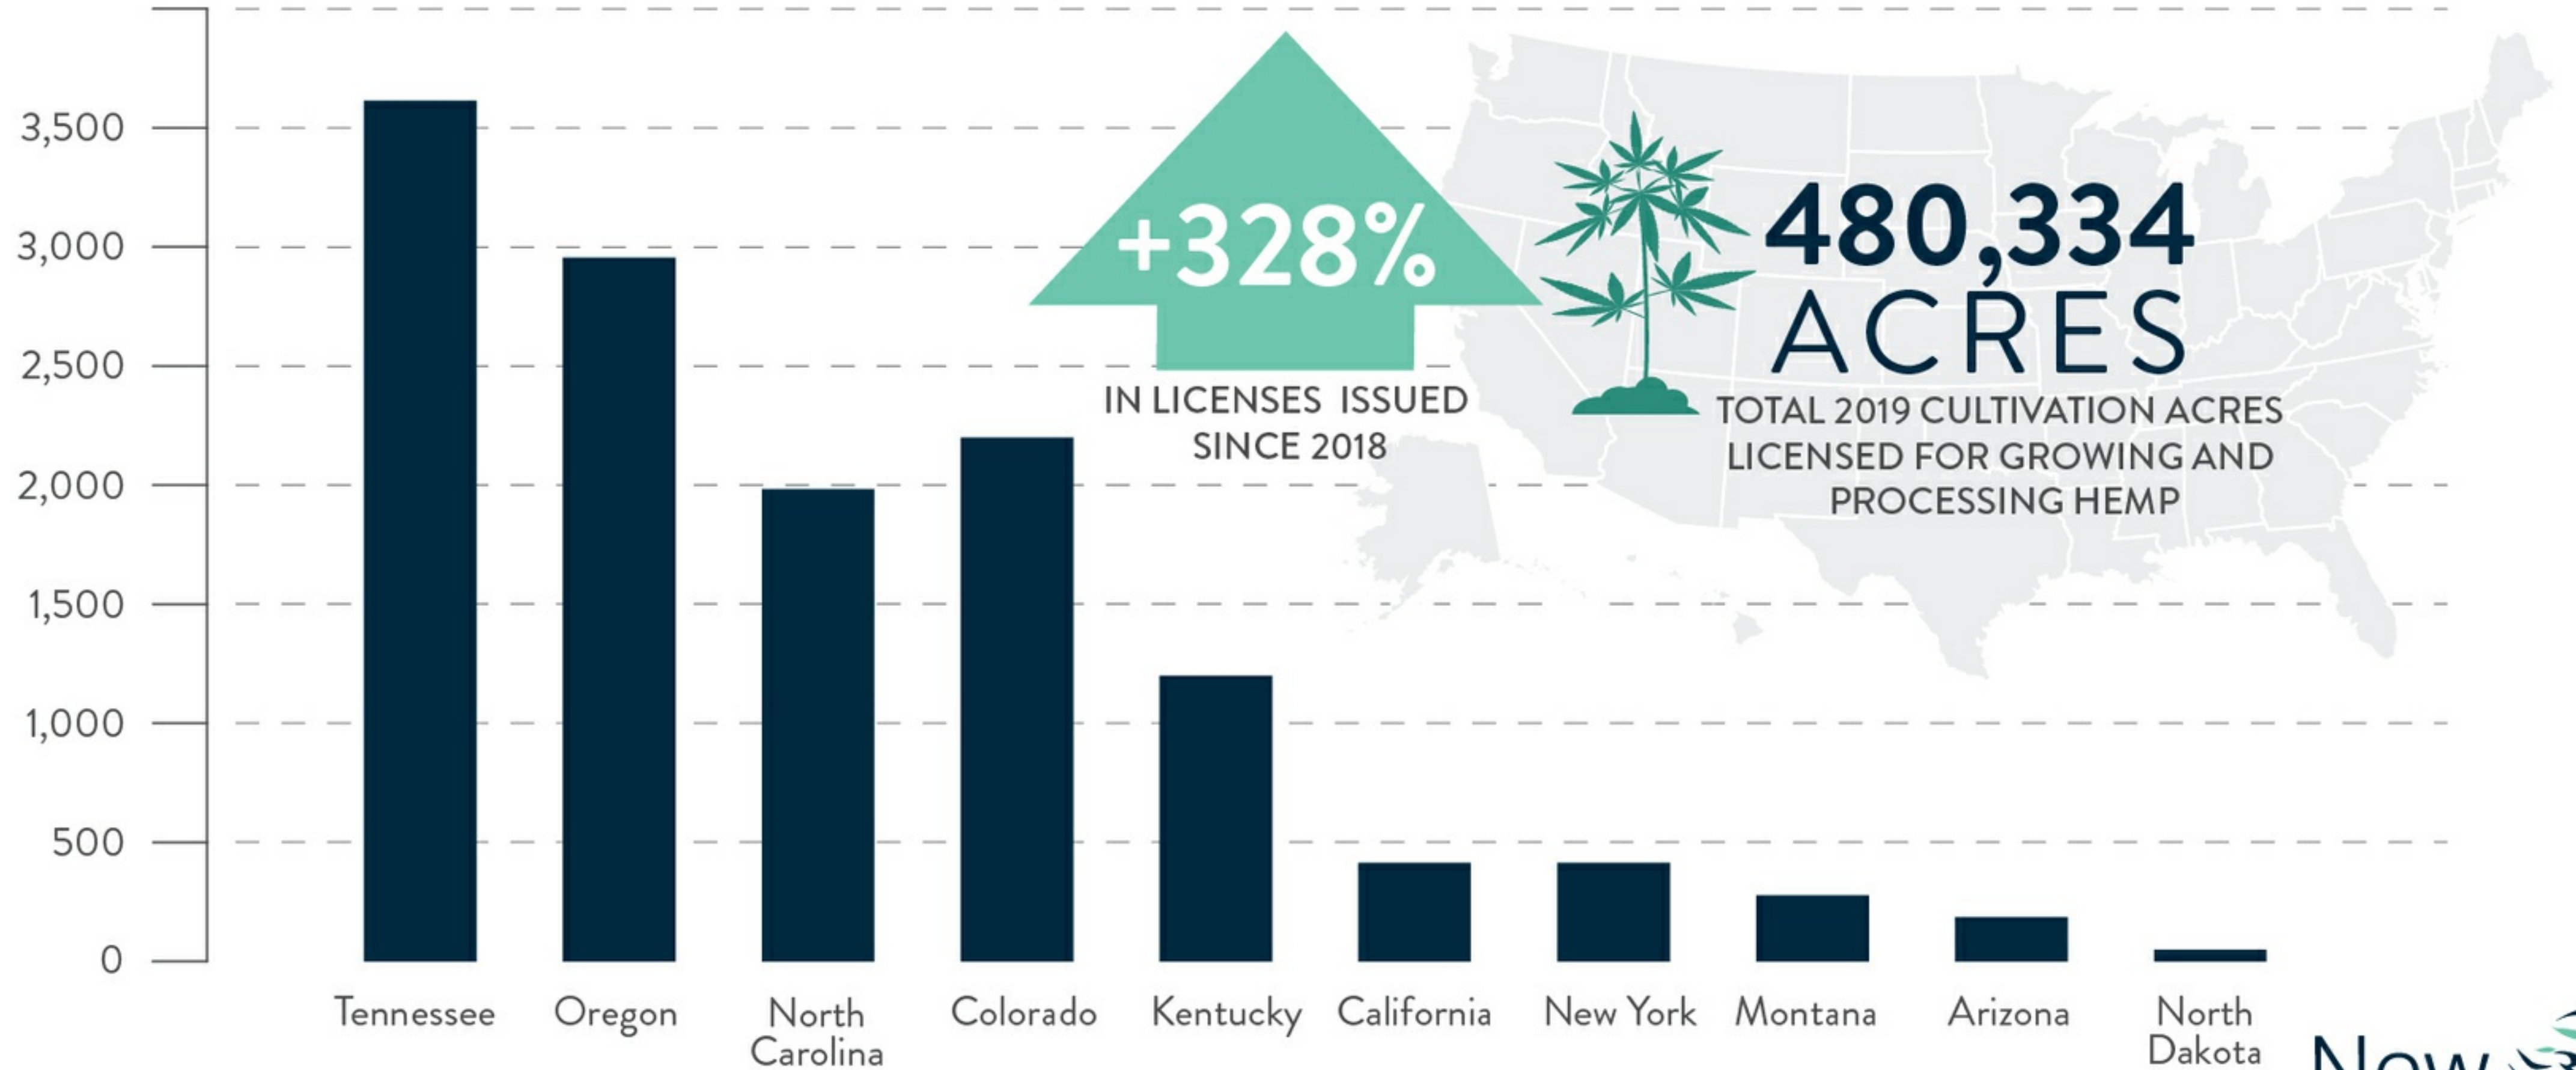 3,500
3,000
2,500
2,000
1,500
1,000
500
0
+328%
IN LICENSES ISSUED
SINCE 2018
480,334
ACRES
TOTAL 2019 CULTIVATION ACRES
LICENSED FOR GROWING AND
PROCESSING HEMP
Tennessee
Oregon
North
Carolina
Colorado
Kentucky
California
New York
Montana
Arizona
North
Dakota
New